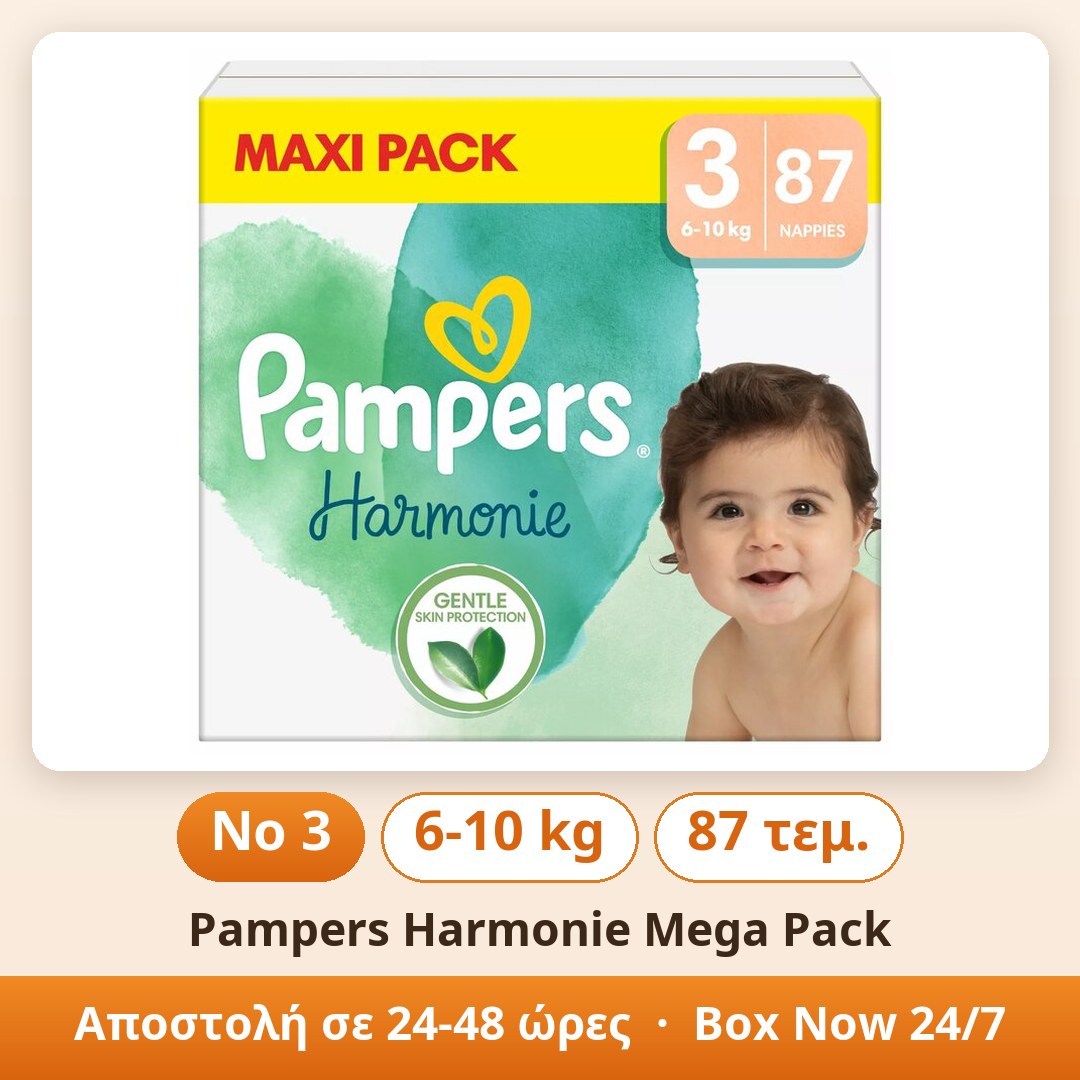 MAXI PACK
3
6-10 kg
87
NAPPIES
Pampers®
Harmonie
GENTLE
SKIN PROTECTION
No 3
6-10 kg
87 τεμ.
Pampers Harmonie Mega Pack
Αποστολή σε 24-48 ώρες · Box Now 24/7